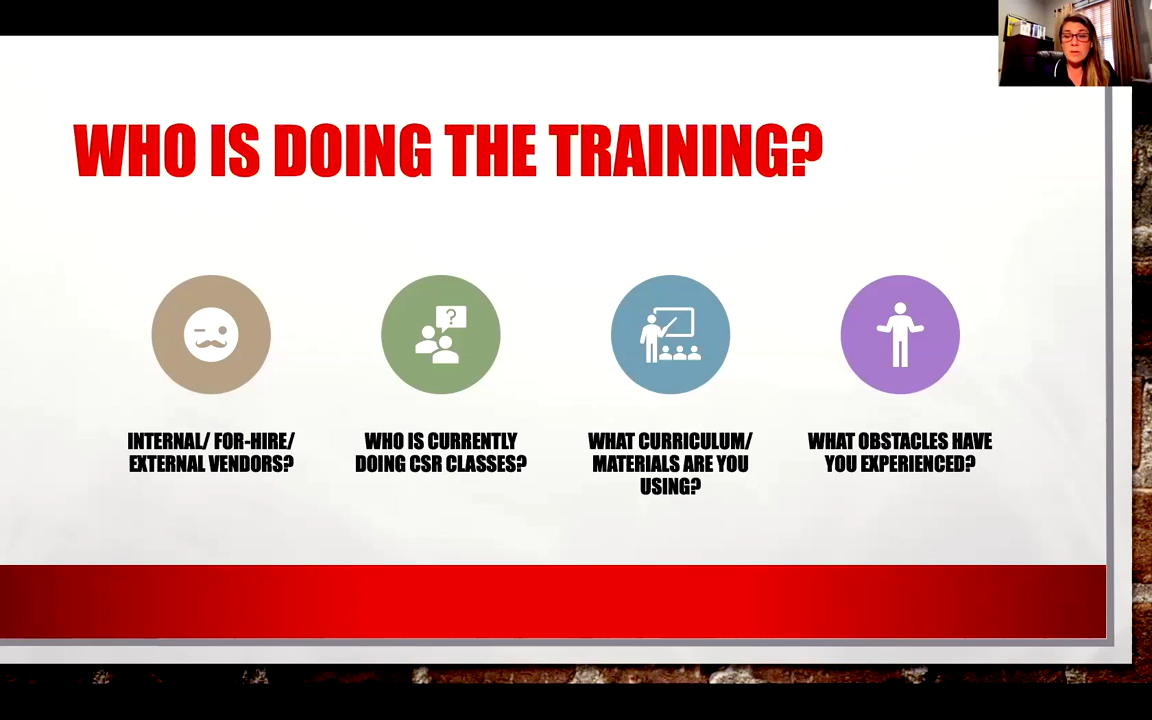 WHO IS DOING THE TRAINING?
?
INTERNAL/ FOR-HIRE/
EXTERNAL VENDORS?
WHO IS CURRENTLY
DOING CSR CLASSES?
WHAT CURRICULUM/
MATERIALS ARE YOU
USING?
WHAT OBSTACLES HAVE
YOU EXPERIENCED?